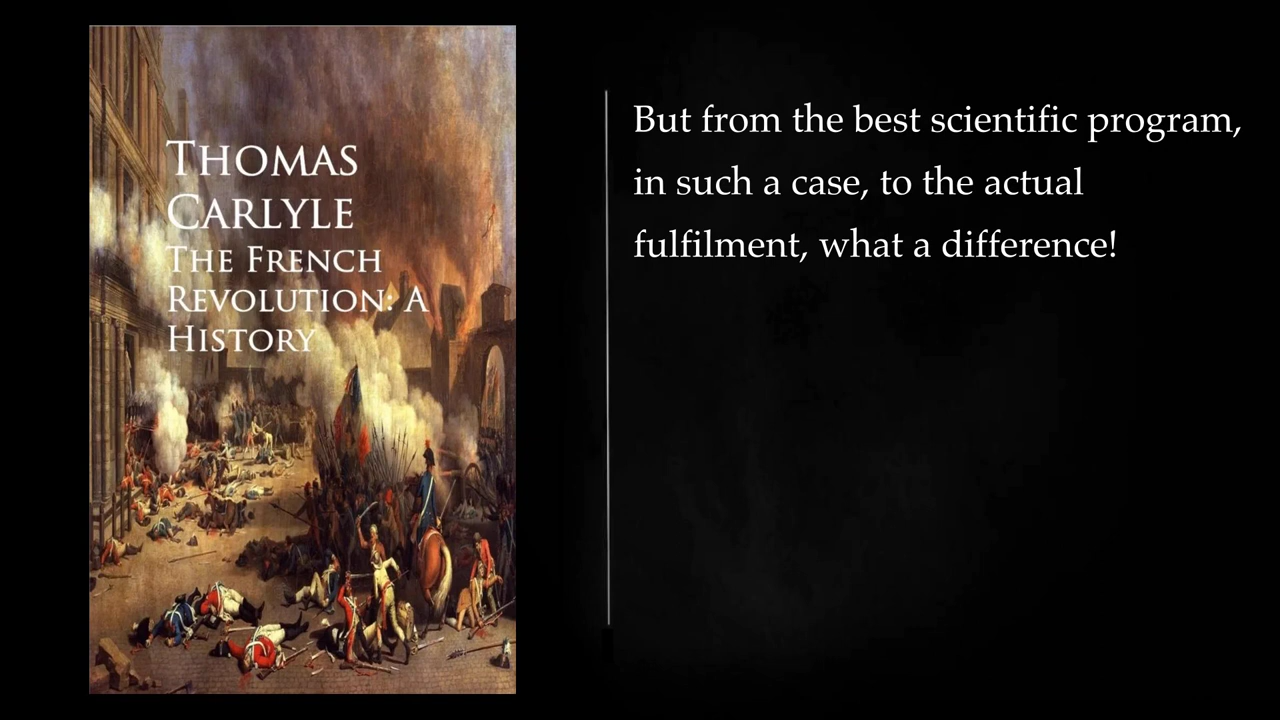 THOMAS
CARLYLE
THE FRENCH
REVOLUTION: A
HISTORY
But from the best scientific program,
in such a case, to the actual
fulfilment, what a difference!